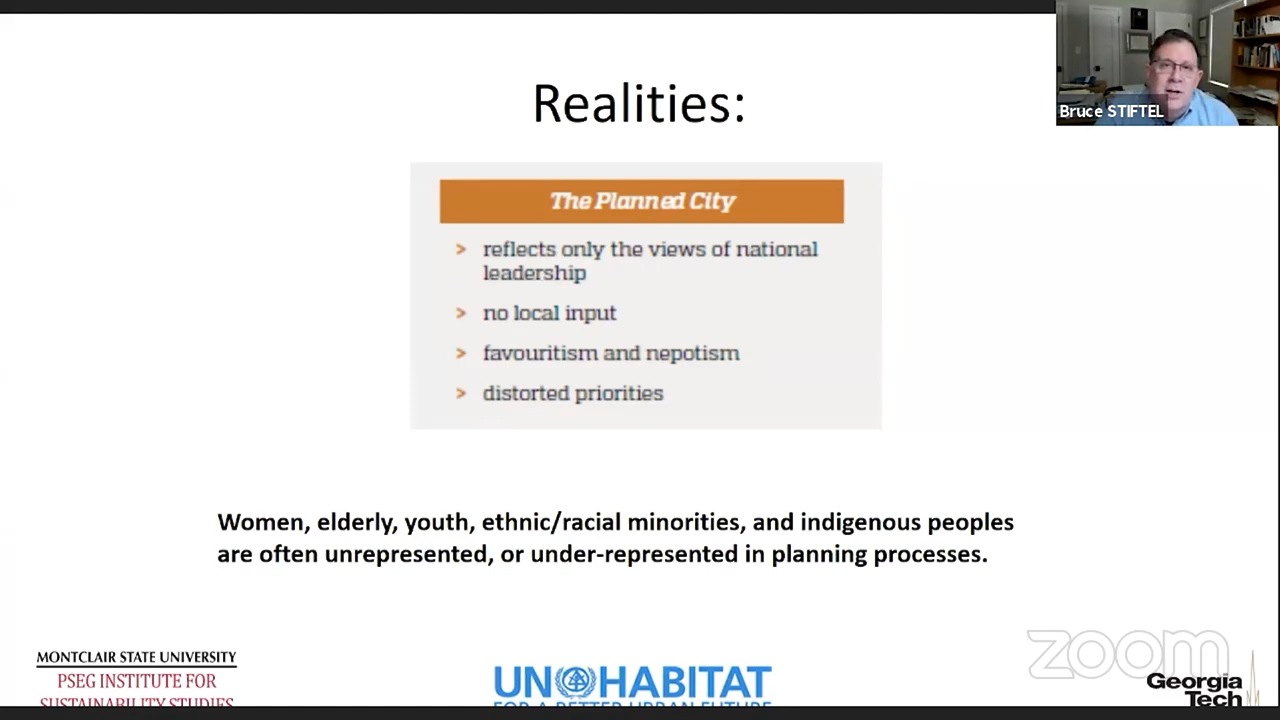 Realities:
Bruce STIFTEL
The Planned City
> reflects only the views of national
leadership
> no local input
> favouritism and nepotism
> distorted priorities
Women, elderly, youth, ethnic/racial minorities, and indigenous peoples
are often unrepresented, or under-represented in planning processes.
MONTCLAIR STATE UNIVERSITY
PSEG INSTITUTE FOR
SUSTAINABILITY STUDIES
UN HABITAT
FOR A BETTER URBAN FUTURE
zoom
Georgia
Tech